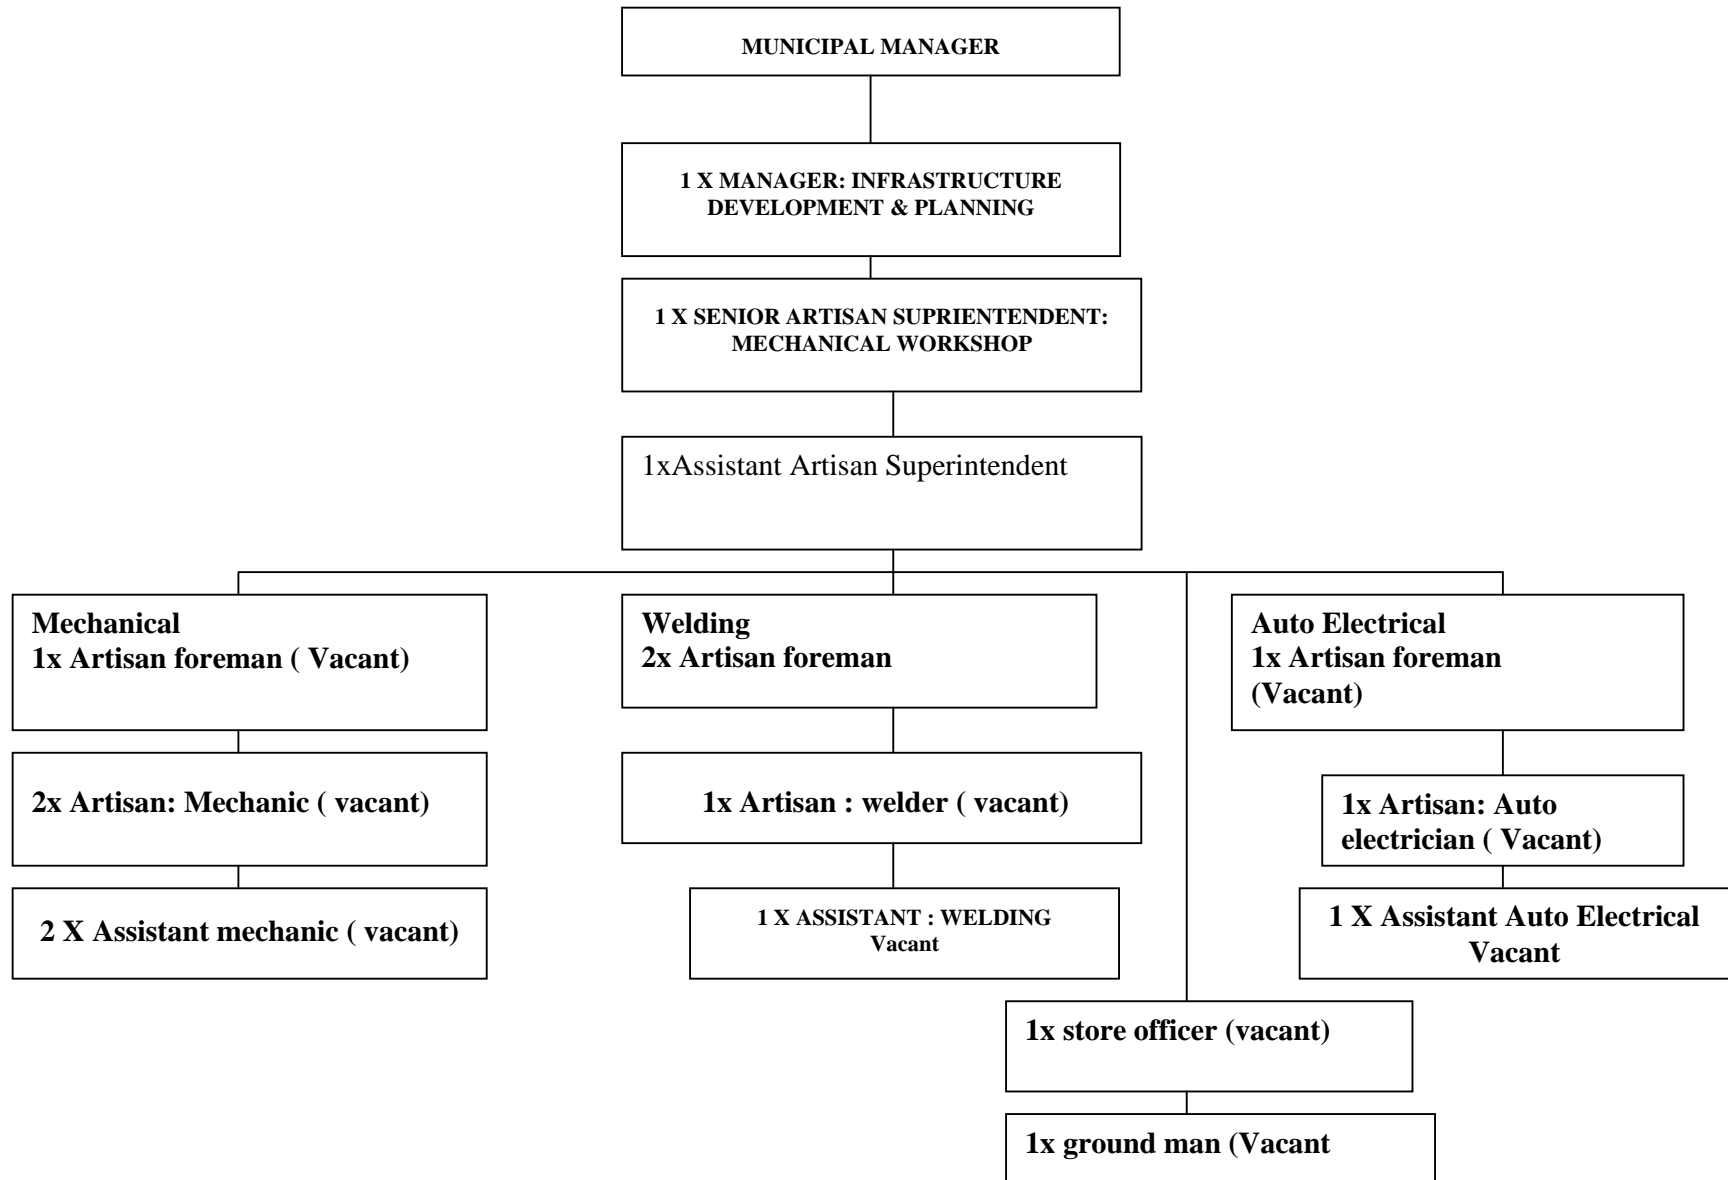 MUNICIPAL MANAGER
1 X MANAGER: INFRASTRUCTURE
DEVELOPMENT & PLANNING
1 X SENIOR ARTISAN SUPRIENTENDENT:
MECHANICAL WORKSHOP
1xAssistant Artisan Superintendent
Mechanical
1x Artisan foreman ( Vacant)
2x Artisan: Mechanic ( vacant)
2 X Assistant mechanic ( vacant)
Welding
2x Artisan foreman
1x Artisan : welder ( vacant)
1 X ASSISTANT : WELDING
Vacant
Auto Electrical
1x Artisan foreman
(Vacant)
1x Artisan: Auto
electrician ( Vacant)
1 X Assistant Auto Electrical
Vacant
1x store officer (vacant)
1x ground man (Vacant